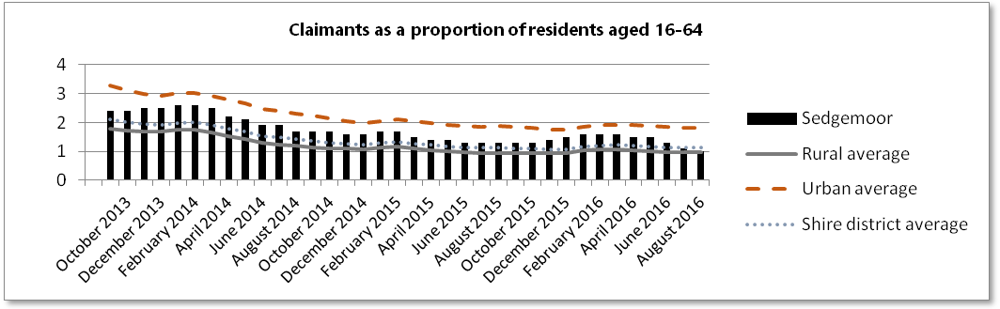 Claimants as a proportion of residents aged 16-64
4
3
2
1
0
October 2013
December 2013
February 2014
April 2014
June 2014
August 2014
October 2014
December 2014
February 2015
April 2015
June 2015
August 2015
October 2015
December 2015
February 2016
April 2016
June 2016
August 2016
Sedgemoor
Rural average
Urban average
Shire district average